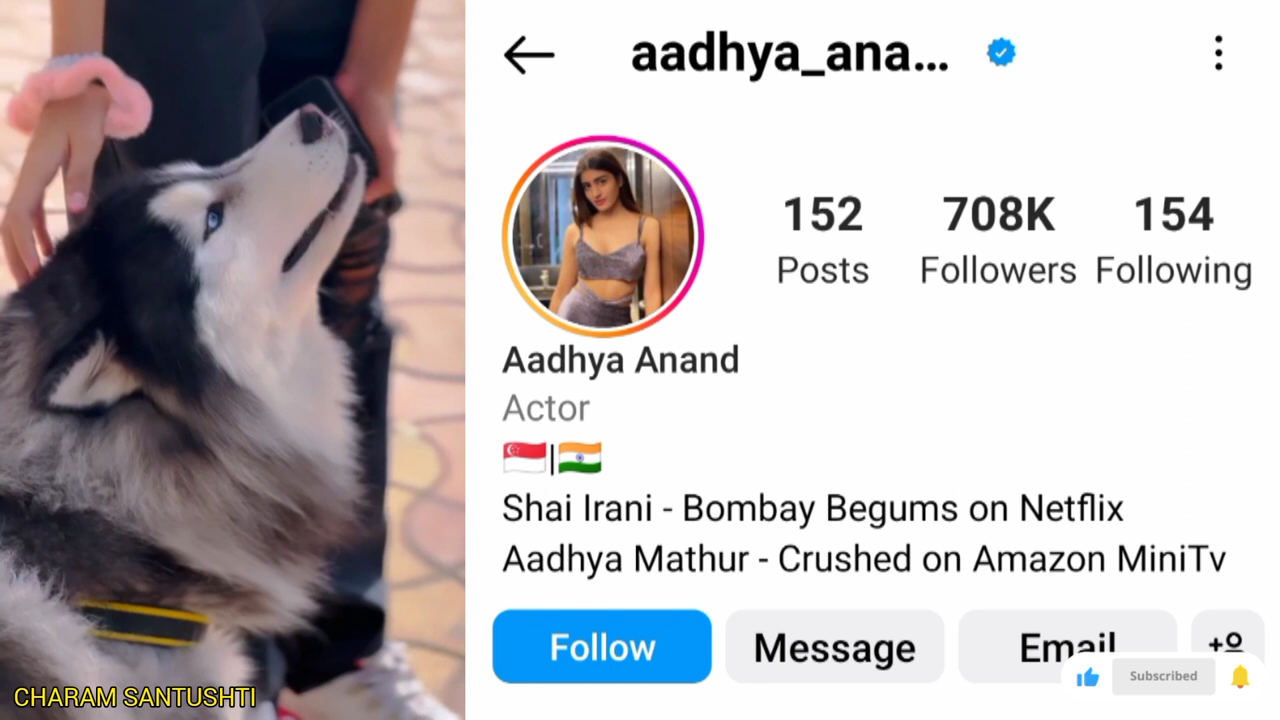 aadhya_ana...
152 708K 154
Posts Followers Following
Aadhya Anand
Actor
🇸🇬|🇮🇳
Shai Irani - Bombay Begums on Netflix
Aadhya Mathur - Crushed on Amazon MiniTv
Follow Message Email
Subscribed
CHARAM SANTUSHTI